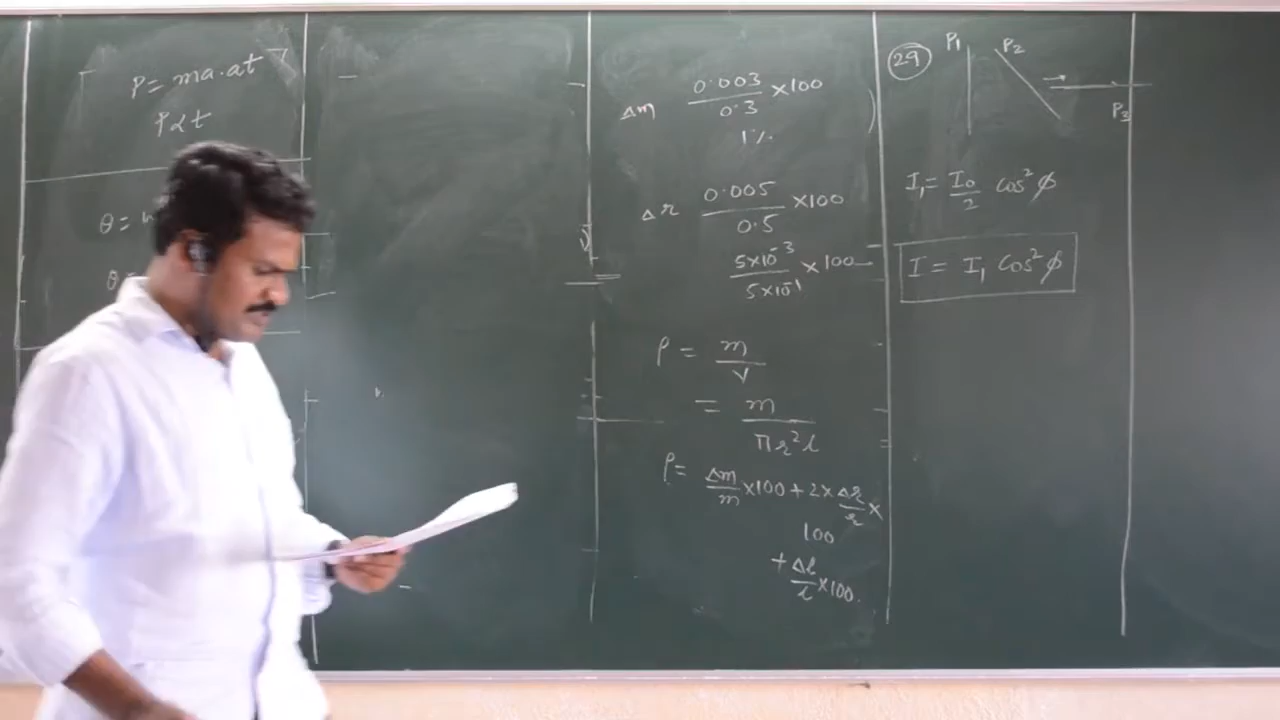 P = ma.at
P ∝ t
θ =
Δm 0.003/0.3 ×100
1%
Δr 0.005/0.5 ×100
5×10⁻³/5×10⁻¹ ×100
ρ = m/V
= m/πr²l
ρ = Δm/m ×100 + 2× Δr/r ×
100
+ Δl/l ×100.
29
P₁ P₂
P₃
I₁ = I₀/2 cos²φ
I = I₁ Cos²φ